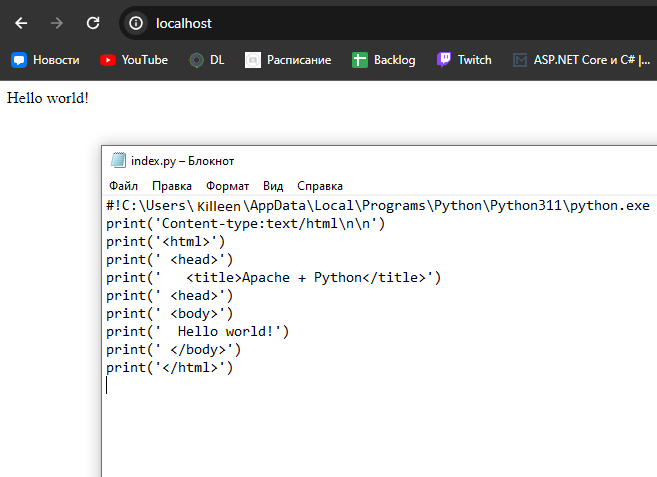 localhost
Новости YouTube DL Расписание Backlog Twitch ASP.NET Core и C# |...
Hello world!
index.py – Блокнот
Файл Правка Формат Вид Справка
#!C:\Users\ Killeen \AppData\Local\Programs\Python\Python311\python.exe
print('Content-type:text/html\n\n')
print('<html>')
print(' <head>')
print('   <title>Apache + Python</title>')
print(' <head>')
print(' <body>')
print('  Hello world!')
print(' </body>')
print('</html>')